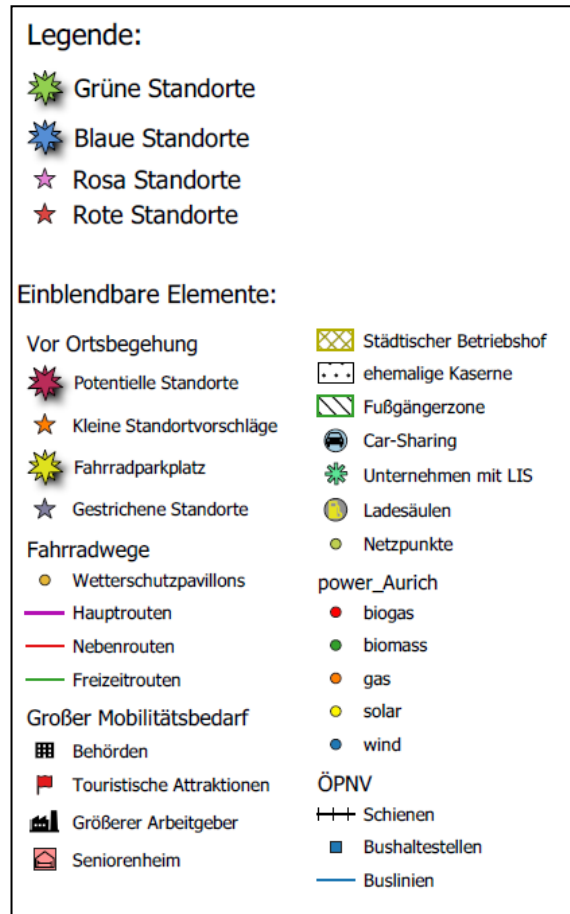 Legende:
Grüne Standorte
Blaue Standorte
Rosa Standorte
Rote Standorte
Einblendbare Elemente:
Vor Ortsbegehung
Potentielle Standorte
Kleine Standortvorschläge
Fahrradparkplatz
Gestrichene Standorte
Fahrradwege
Wetterschutzpavillons
Hauptrouten
Nebenrouten
Freizeitrouten
Großer Mobilitätsbedarf
Behörden
Touristische Attraktionen
Größerer Arbeitgeber
Seniorenheim
Städtischer Betriebshof
ehemalige Kaserne
Fußgängerzone
Car-Sharing
Unternehmen mit LIS
Ladesäulen
Netzpunkte
power_Aurich
biogas
biomass
gas
solar
wind
ÖPNV
Schienen
Bushaltestellen
Buslinien